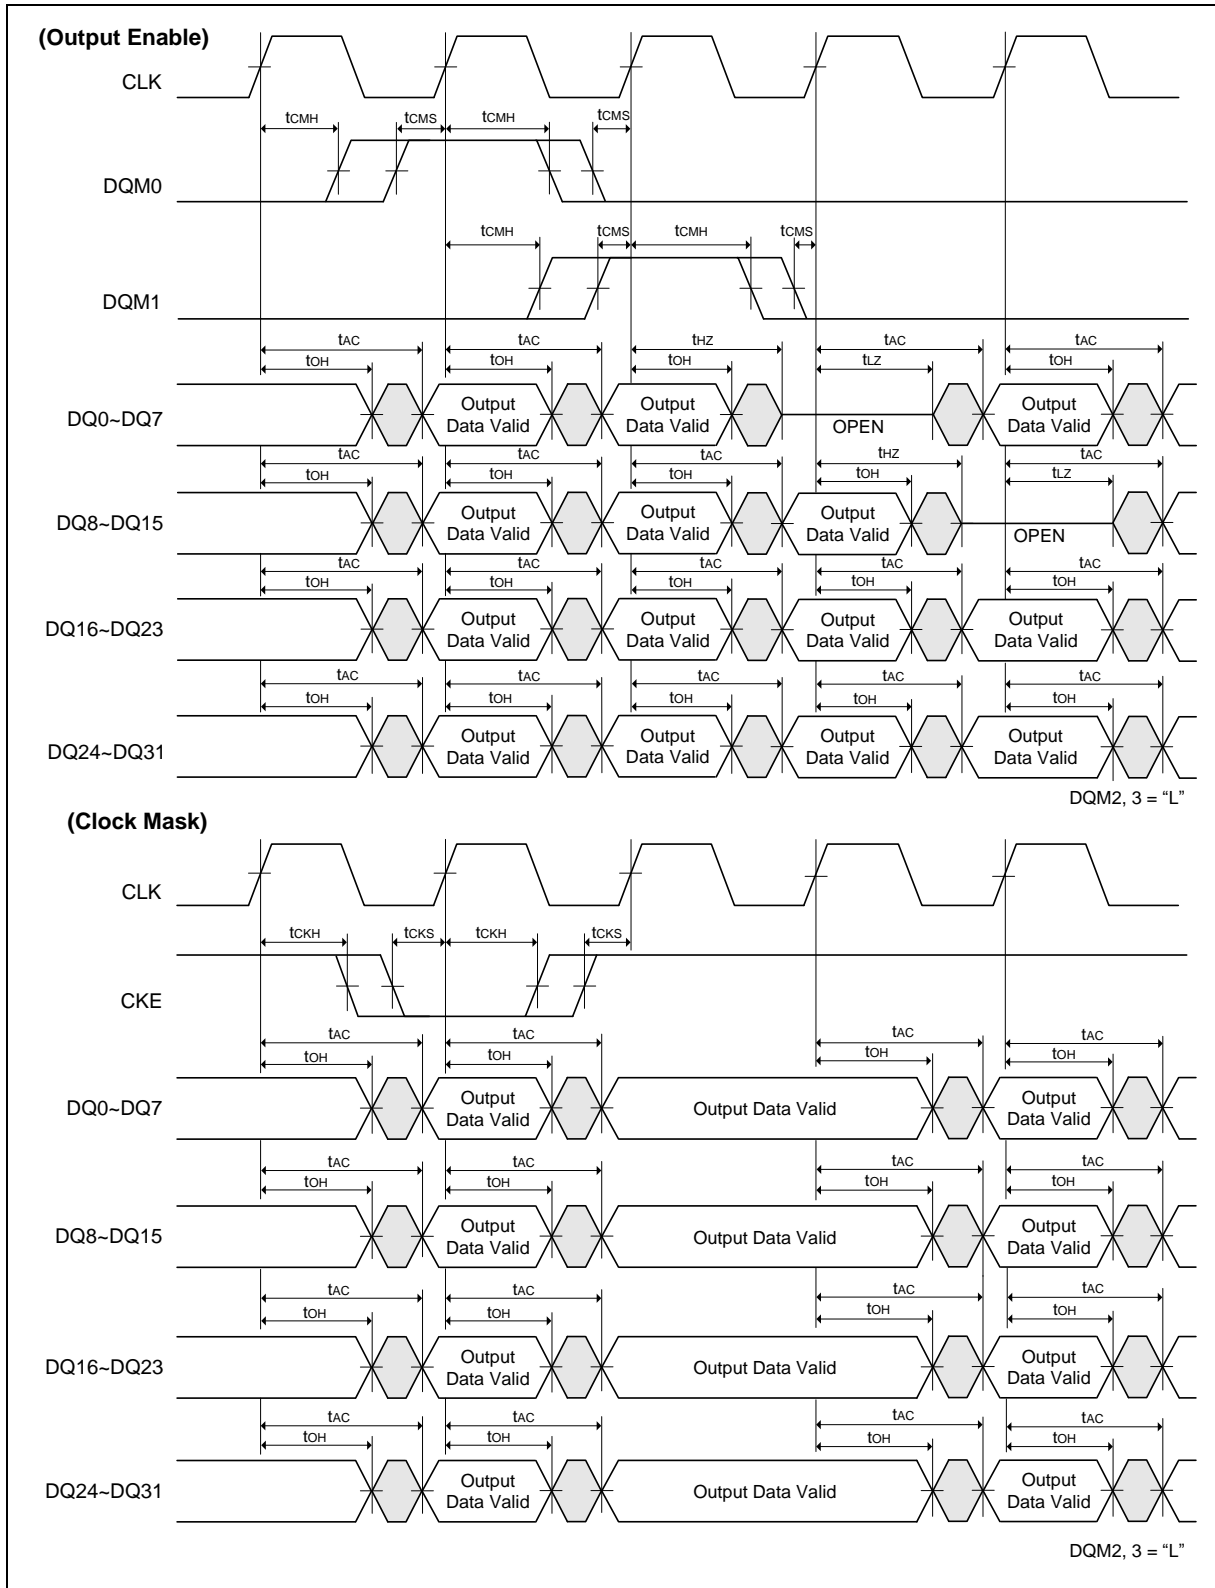 (Output Enable)
CLK
tCMH tCMS tCMH tCMS
DQM0
tCMH tCMS tCMH tCMS
DQM1
tAC tAC tHZ tAC tAC
tOH tOH tOH tLZ tOH
DQ0~DQ7
Output Data Valid
Output Data Valid
OPEN
Output Data Valid
tAC tAC tAC tHZ tAC
tOH tOH tOH tOH tLZ
DQ8~DQ15
Output Data Valid
Output Data Valid
Output Data Valid
OPEN
tAC tAC tAC tAC tAC
tOH tOH tOH tOH tOH
DQ16~DQ23
Output Data Valid
Output Data Valid
Output Data Valid
Output Data Valid
tAC tAC tAC tAC tAC
tOH tOH tOH tOH tOH
DQ24~DQ31
Output Data Valid
Output Data Valid
Output Data Valid
Output Data Valid
DQM2, 3 = “L”
(Clock Mask)
CLK
tCKH tCKS tCKH tCKS
CKE
tAC tAC tAC tAC
tOH tOH tOH tOH
DQ0~DQ7
Output Data Valid
Output Data Valid
Output Data Valid
tAC tAC tAC tAC
tOH tOH tOH tOH
DQ8~DQ15
Output Data Valid
Output Data Valid
Output Data Valid
tAC tAC tAC tAC
tOH tOH tOH tOH
DQ16~DQ23
Output Data Valid
Output Data Valid
Output Data Valid
tAC tAC tAC tAC
tOH tOH tOH tOH
DQ24~DQ31
Output Data Valid
Output Data Valid
Output Data Valid
DQM2, 3 = “L”